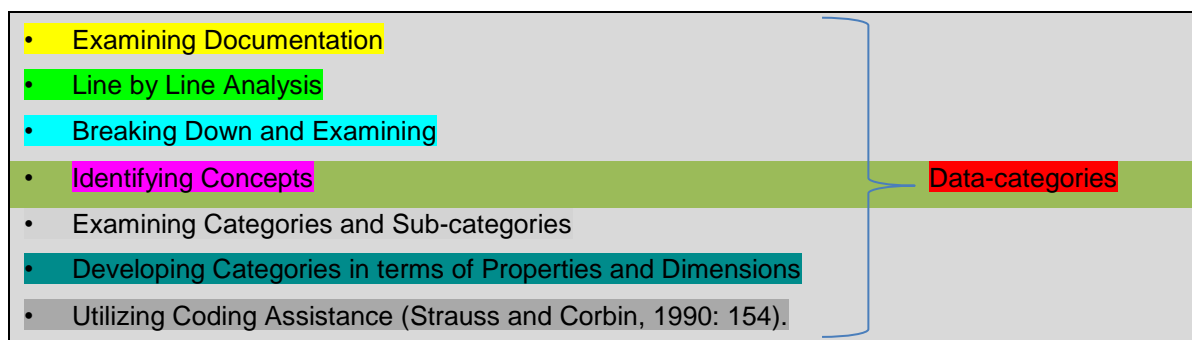 • Examining Documentation
• Line by Line Analysis
• Breaking Down and Examining
• Identifying Concepts Data-categories
• Examining Categories and Sub-categories
• Developing Categories in terms of Properties and Dimensions
• Utilizing Coding Assistance (Strauss and Corbin, 1990: 154).